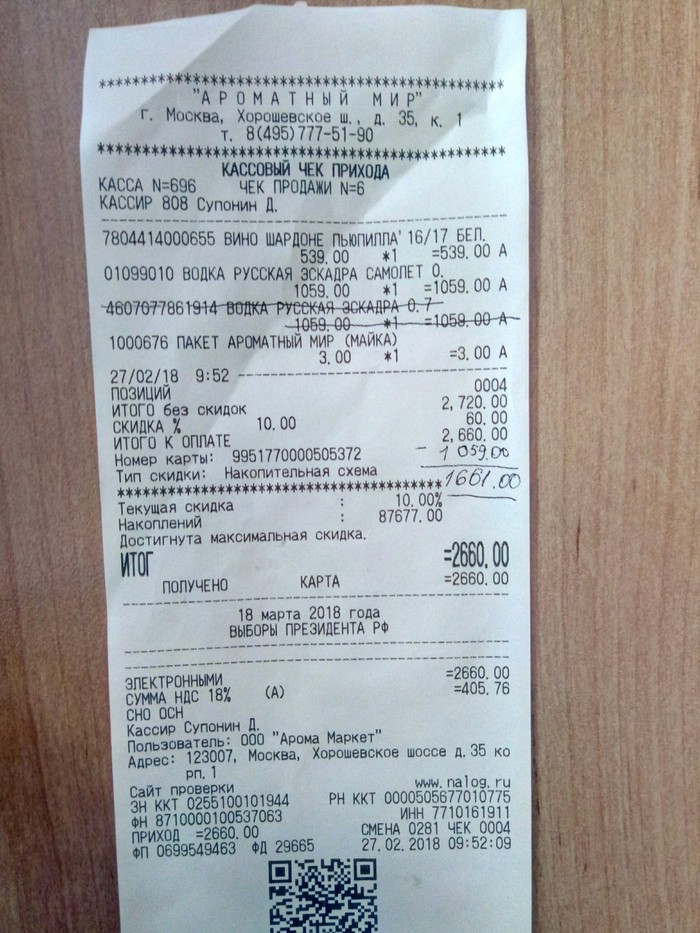 ********************************************
"АРОМАТНЫЙ МИР"
г. Москва, Хорошевское ш., д. 35, к. 1
т. 8(495)777-51-90
********************************************
КАССОВЫЙ ЧЕК ПРИХОДА
КАССА N=696 ЧЕК ПРОДАЖИ N=6
КАССИР 808 Супонин Д.
7804414000655 ВИНО ШАРДОНЕ ПЬЮПИЛЛА' 16/17 БЕЛ.
539.00 *1 =539.00 А
01099010 ВОДКА РУССКАЯ ЭСКАДРА САМОЛЕТ 0.
1059.00 *1 =1059.00 А
4607077861914 ВОДКА РУССКАЯ ЭСКАДРА 0.7
1059.00 *1 =1059.00 А
1000676 ПАКЕТ АРОМАТНЫЙ МИР (МАЙКА)
3.00 *1 =3.00 А
27/02/18 9:52
ПОЗИЦИЙ 0004
ИТОГО без скидок 2,720.00
СКИДКА % 10.00 60.00
ИТОГО К ОПЛАТЕ 2,660.00
Номер карты: 9951770000505372 - 1 059.00
Тип скидки: Накопительная схема
************************************ 1661.00
Текущая скидка : 10.00%
Накоплений : 87677.00
Достигнута максимальная скидка.
ИТОГ =2660.00
ПОЛУЧЕНО КАРТА =2660.00
18 марта 2018 года
ВЫБОРЫ ПРЕЗИДЕНТА РФ
ЭЛЕКТРОННЫМИ =2660.00
СУММА НДС 18% (А) =405.76
СНО ОСН
Кассир Супонин Д.
Пользователь: ООО "Арома Маркет"
Адрес: 123007, Москва, Хорошевское шоссе д.35 ко
рп.1
Сайт проверки www.nalog.ru
ЗН ККТ 0255100101944 РН ККТ 0000505677010775
ФН 8710000100537063 ИНН 7710161911
ПРИХОД =2660.00 СМЕНА 0281 ЧЕК 0004
ФП 0699549463 ФД 29665 27.02.2018 09:52:09